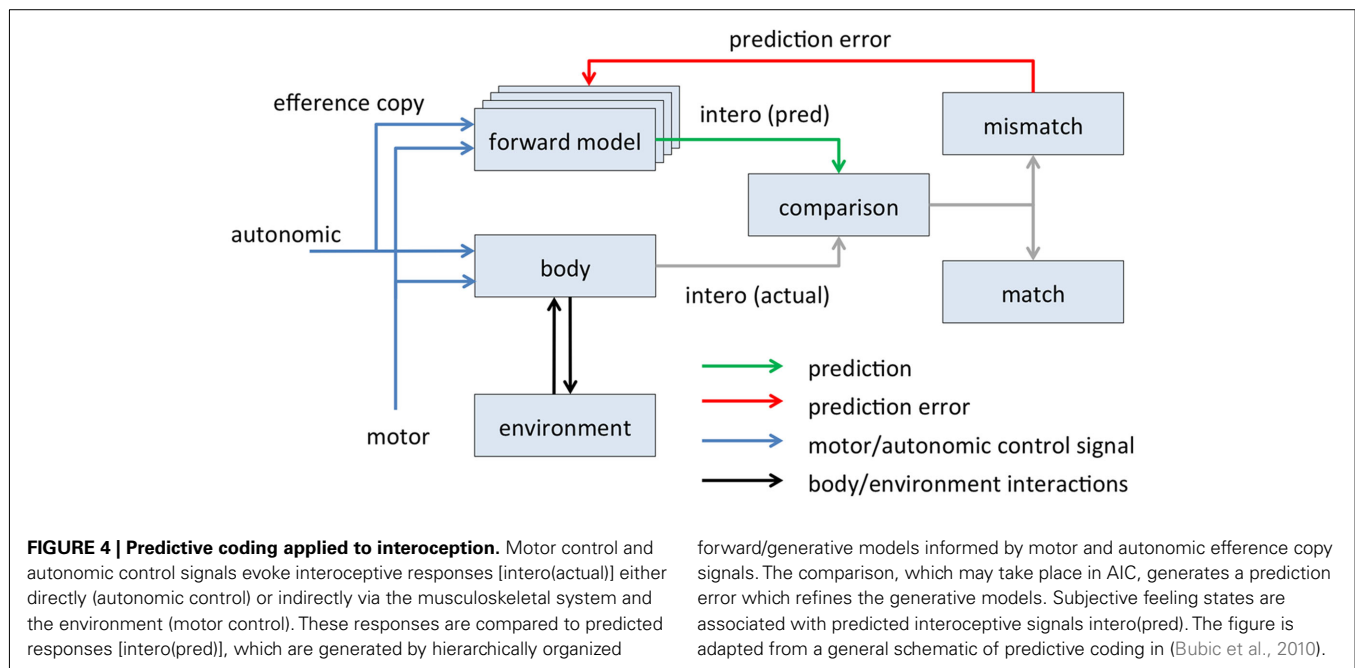 prediction error
efference copy
forward model
intero (pred)
mismatch
comparison
autonomic
body
intero (actual)
match
environment
motor
prediction
prediction error
motor/autonomic control signal
body/environment interactions
FIGURE 4 | Predictive coding applied to interoception. Motor control and
autonomic control signals evoke interoceptive responses [intero(actual)] either
directly (autonomic control) or indirectly via the musculoskeletal system and
the environment (motor control). These responses are compared to predicted
responses [intero(pred)], which are generated by hierarchically organized
forward/generative models informed by motor and autonomic efference copy
signals. The comparison, which may take place in AIC, generates a prediction
error which refines the generative models. Subjective feeling states are
associated with predicted interoceptive signals intero(pred). The figure is
adapted from a general schematic of predictive coding in (Bubic et al., 2010).